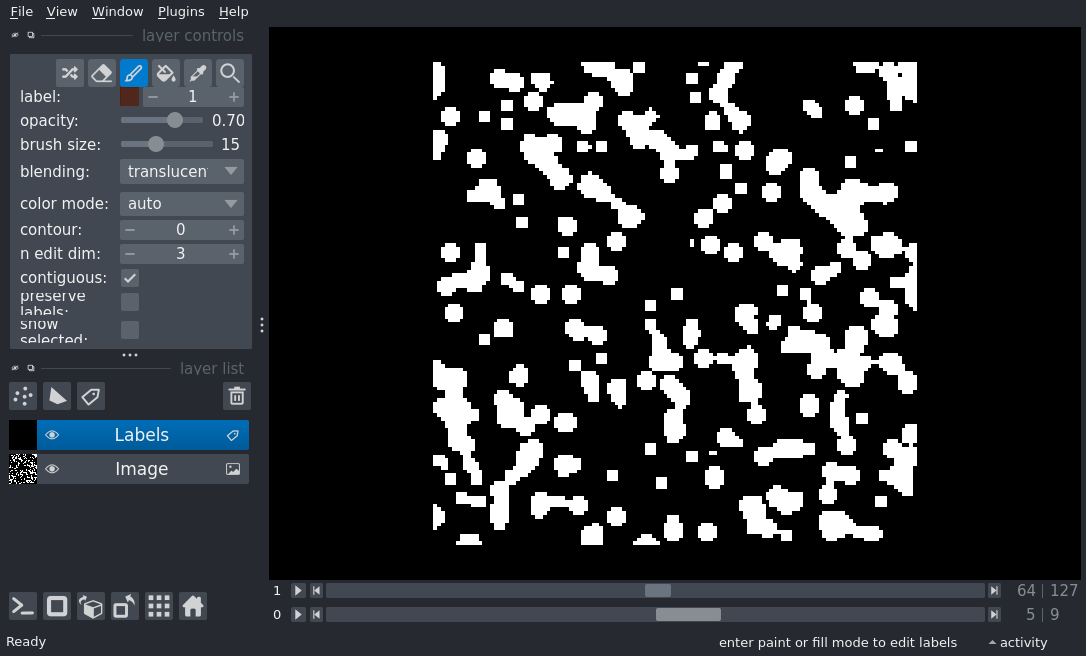 File View Window Plugins Help
layer controls
label: 1
opacity: 0.70
brush size: 15
blending: translucen
color mode: auto
contour: 0
n edit dim: 3
contiguous:
preserve
labels:
show
selected:
layer list
Labels
Image
1 64 | 127
0 5 | 9
Ready enter paint or fill mode to edit labels activity